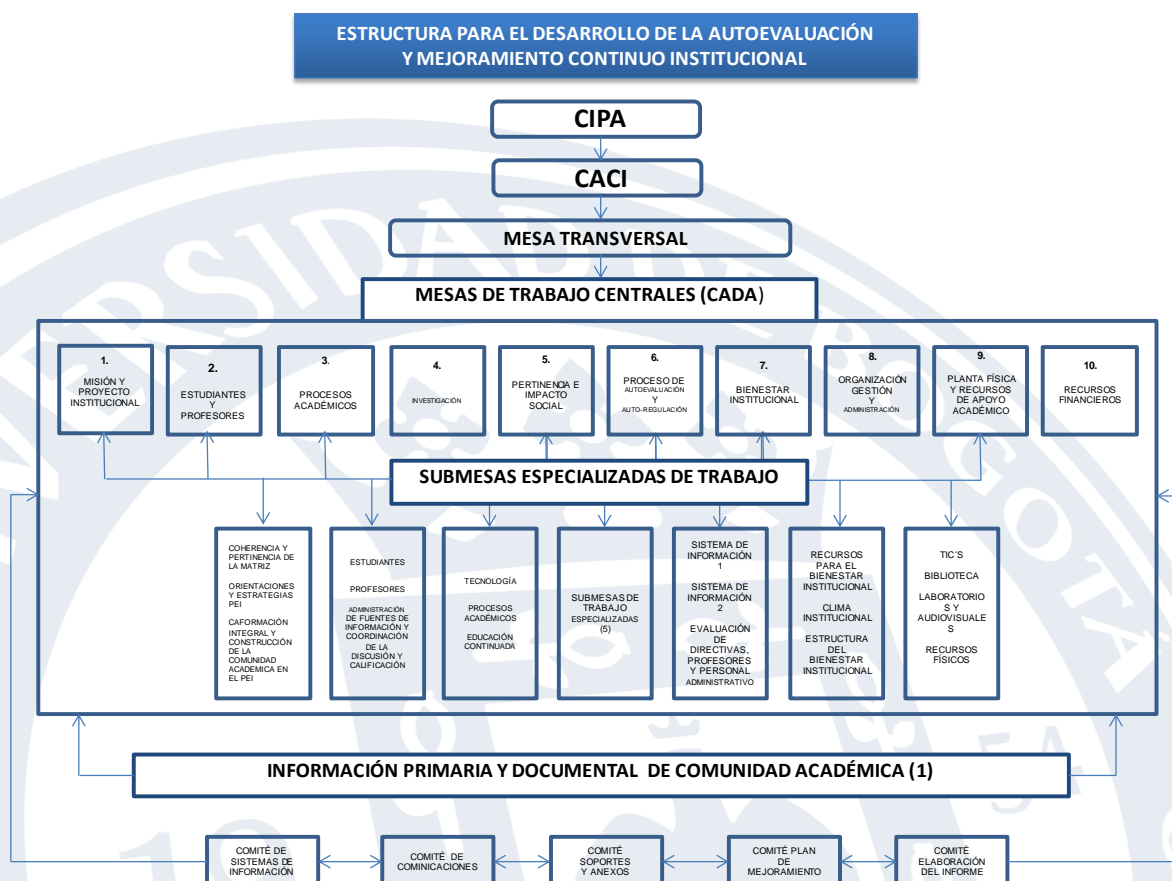 ESTRUCTURA PARA EL DESARROLLO DE LA AUTOEVALUACIÓN
Y MEJORAMIENTO CONTINUO INSTITUCIONAL
CIPA
CACI
MESA TRANSVERSAL
MESAS DE TRABAJO CENTRALES (CADA)
1.
MISIÓN Y
PROYECTO
INSTITUCIONAL
2.
ESTUDIANTES
Y
PROFESORES
3.
PROCESOS
ACADÉMICOS
4.
INVESTIGACIÓN
5.
PERTINENCIA E
IMPACTO
SOCIAL
6.
PROCESO DE
AUTOEVALUACIÓN
Y
AUTO-REGULACIÓN
7.
BIENESTAR
INSTITUCIONAL
8.
ORGANIZACIÓN
GESTIÓN
Y
ADMINISTRACIÓN
9.
PLANTA FÍSICA
Y RECURSOS
DE APOYO
ACADÉMICO
10.
RECURSOS
FINANCIEROS
SUBMESAS ESPECIALIZADAS DE TRABAJO
COHERENCIA Y
PERTINENCIA DE
LA MATRIZ
ORIENTACIONES
Y ESTRATEGIAS
PEI
CAFORMACIÓN
INTEGRAL Y
CONSTRUCCIÓN
DE LA
COMUNIDAD
ACADEMICA EN
EL PEI
ESTUDIANTES
PROFESORES
ADMINISTRACIÓN
DE FUENTES DE
INFORMACIÓN Y
COORDINACIÓN
DE LA
DISCUSIÓN Y
CALIFICACIÓN
TECNOLOGÍA
PROCESOS
ACADÉMICOS
EDUCACIÓN
CONTINUADA
SUBMESAS DE
TRABAJO
ESPECIALIZADAS
(5)
SISTEMA DE
INFORMACIÓN
1
SISTEMA DE
INFORMACIÓN
2
EVALUACIÓN
DE
DIRECTIVAS,
PROFESORES
Y PERSONAL
ADMINISTRATIVO
RECURSOS
PARA EL
BIENESTAR
INSTITUCIONAL
CLIMA
INSTITUCIONAL
ESTRUCTURA
DEL
BIENESTAR
INSTITUCIONAL
TIC´S
BIBLIOTECA
LABORATORIO
S Y
AUDIOVISUALE
S
RECURSOS
FÍSICOS
INFORMACIÓN PRIMARIA Y DOCUMENTAL DE COMUNIDAD ACADÉMICA (1)
COMITÉ DE
SISTEMAS DE
INFORMACIÓN
COMITÉ DE
COMINICACIONES
COMITÉ
SOPORTES
Y ANEXOS
COMITÉ PLAN
DE
MEJORAMIENTO
COMITÉ
ELABORACIÓN
DEL INFORME